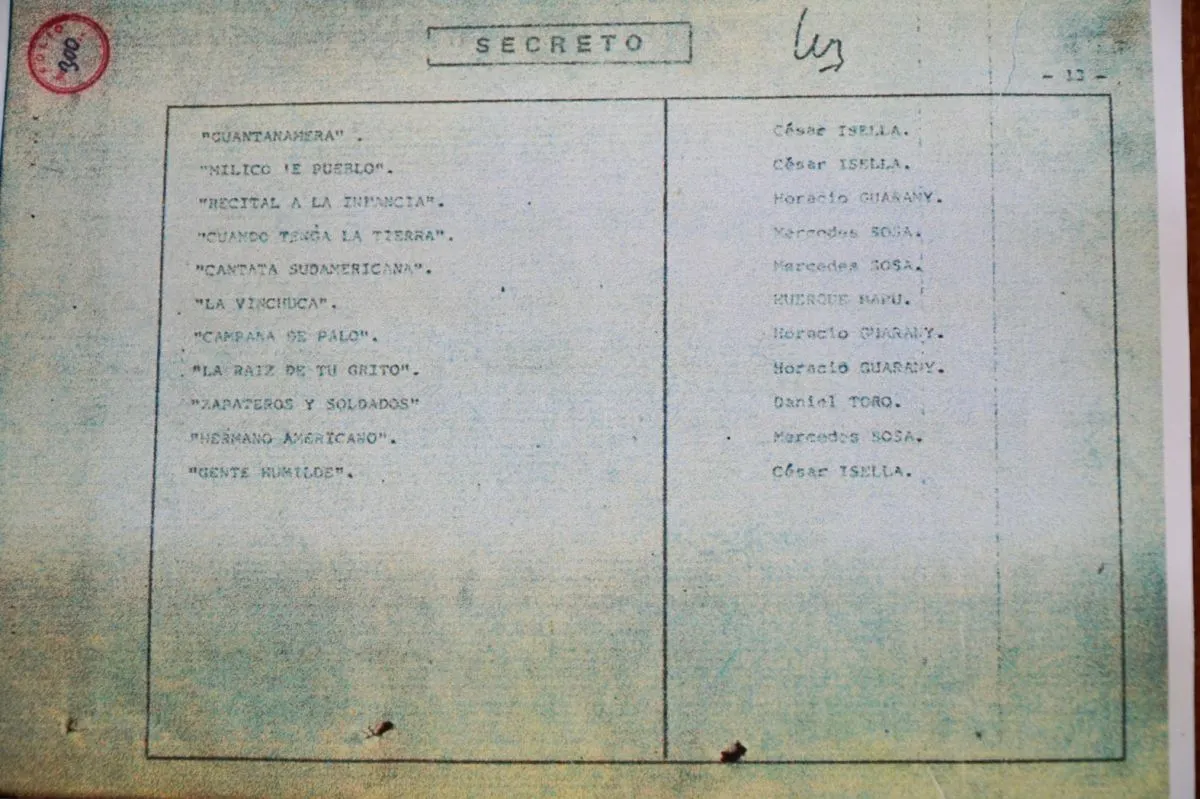 FOLIO
300
SECRETO
- 13 -
"GUANTANAMERA" . César ISELLA.
"MILICO 'E PUEBLO". César ISELLA.
"RECITAL A LA INFANCIA". Horacio GUARANY.
"CUANDO TENGA LA TIERRA". Mercedes SOSA.
"CANTATA SUDAMERICANA". Mercedes SOSA.
"LA VINCHUCA". HUERQUE MAPU.
"CAMPANA DE PALO". Horacio GUARANY.
"LA RAIZ DE TU GRITO". Horacio GUARANY.
"ZAPATEROS Y SOLDADOS" Daniel TORO.
"HERMANO AMERICANO". Mercedes SOSA.
"GENTE HUMILDE". César ISELLA.